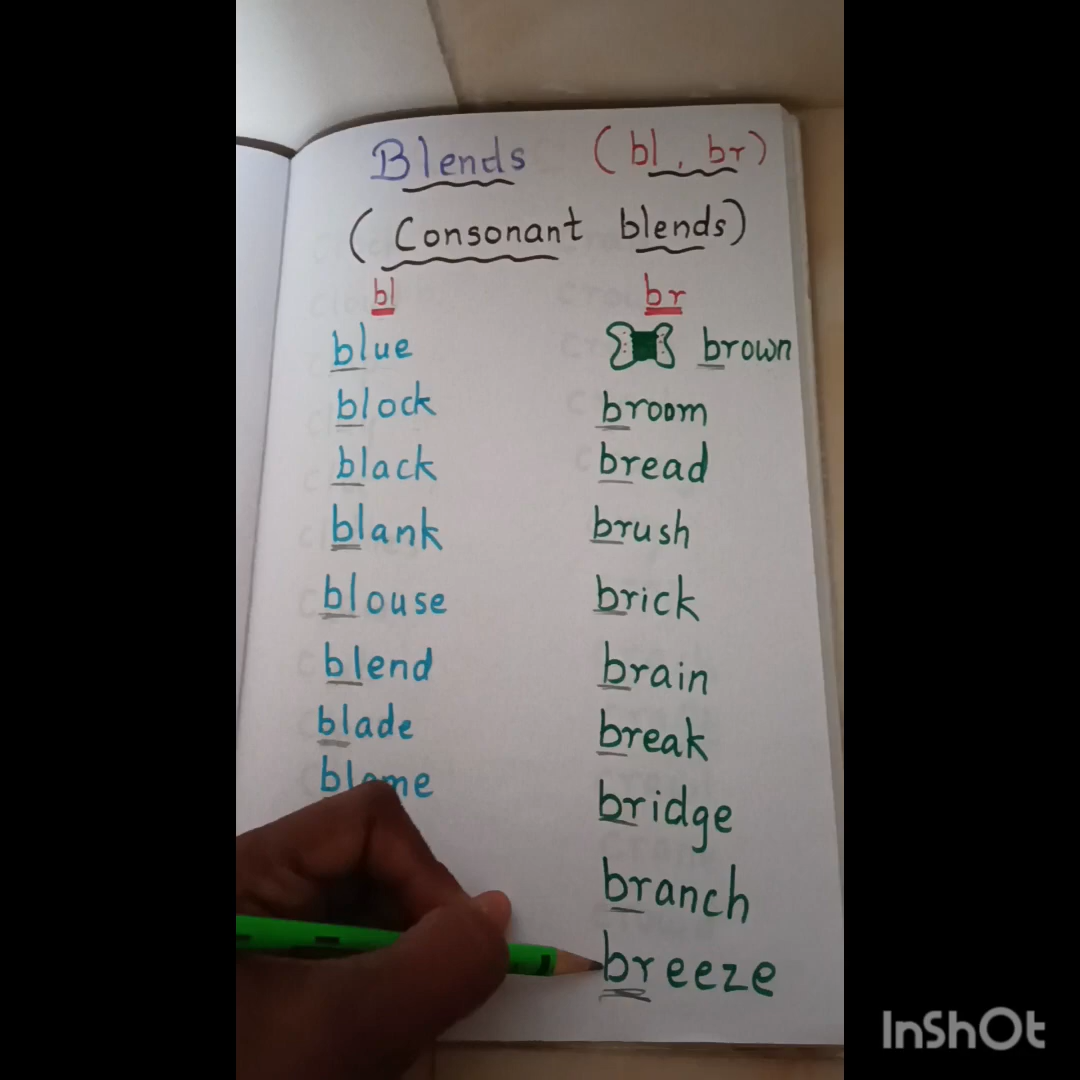 Blends (bl, br)
(Consonant blends)
bl br
blue brown
block broom
black bread
blank brush
blouse brick
blend brain
blade break
blame bridge
branch
breeze
InShOt